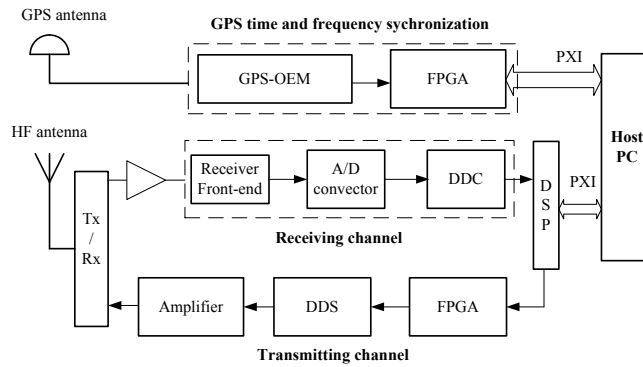 GPS antenna
GPS time and frequency sychronization
GPS-OEM
FPGA
PXI
HF antenna
Host
PC
Receiver
Front-end
A/D
convector
DDC
D
S
P
PXI
Tx
/
Rx
Receiving channel
Amplifier
DDS
FPGA
Transmitting channel